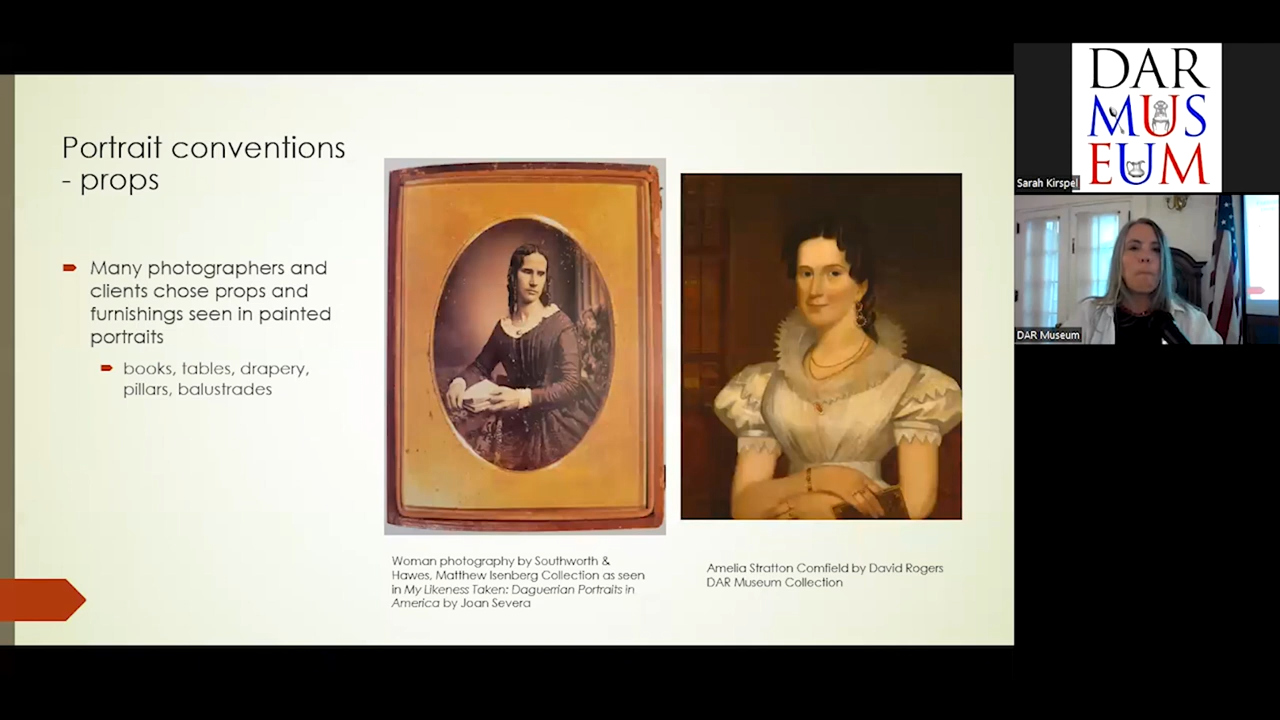 Portrait conventions
- props
Many photographers and
clients chose props and
furnishings seen in painted
portraits
books, tables, drapery,
pillars, balustrades
Woman photography by Southworth &
Hawes, Matthew Isenberg Collection as seen
in My Likeness Taken: Daguerrian Portraits in
America by Joan Severa
Amelia Stratton Comfield by David Rogers
DAR Museum Collection
DAR
MUS
EUM
Sarah Kirspel
DAR Museum